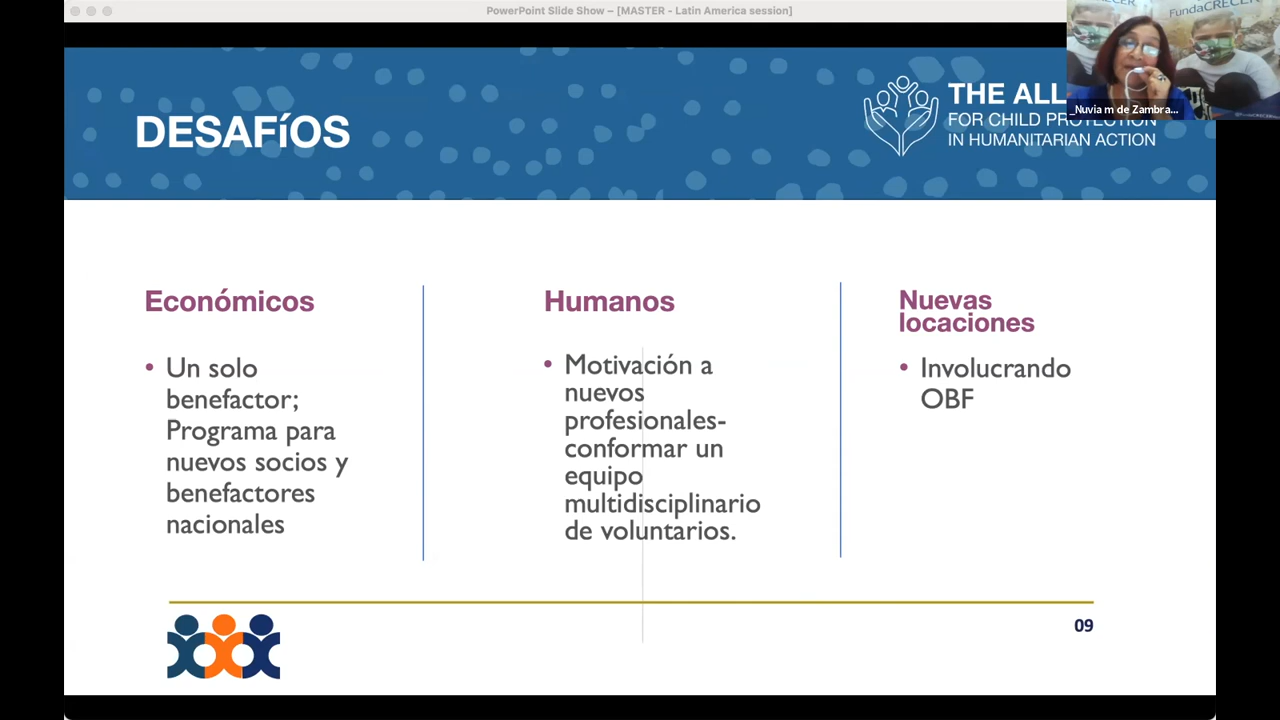 PowerPoint Slide Show – [MASTER - Latin America session]
FundaCRECER
_Nuvia m de Zambra...
DESAFíOS
THE ALL
FOR CHILD PROTECTION
IN HUMANITARIAN ACTION
Económicos
• Un solo
benefactor;
Programa para
nuevos socios y
benefactores
nacionales
Humanos
• Motivación a
nuevos
profesionales-
conformar un
equipo
multidisciplinario
de voluntarios.
Nuevas
locaciones
• Involucrando
OBF
09